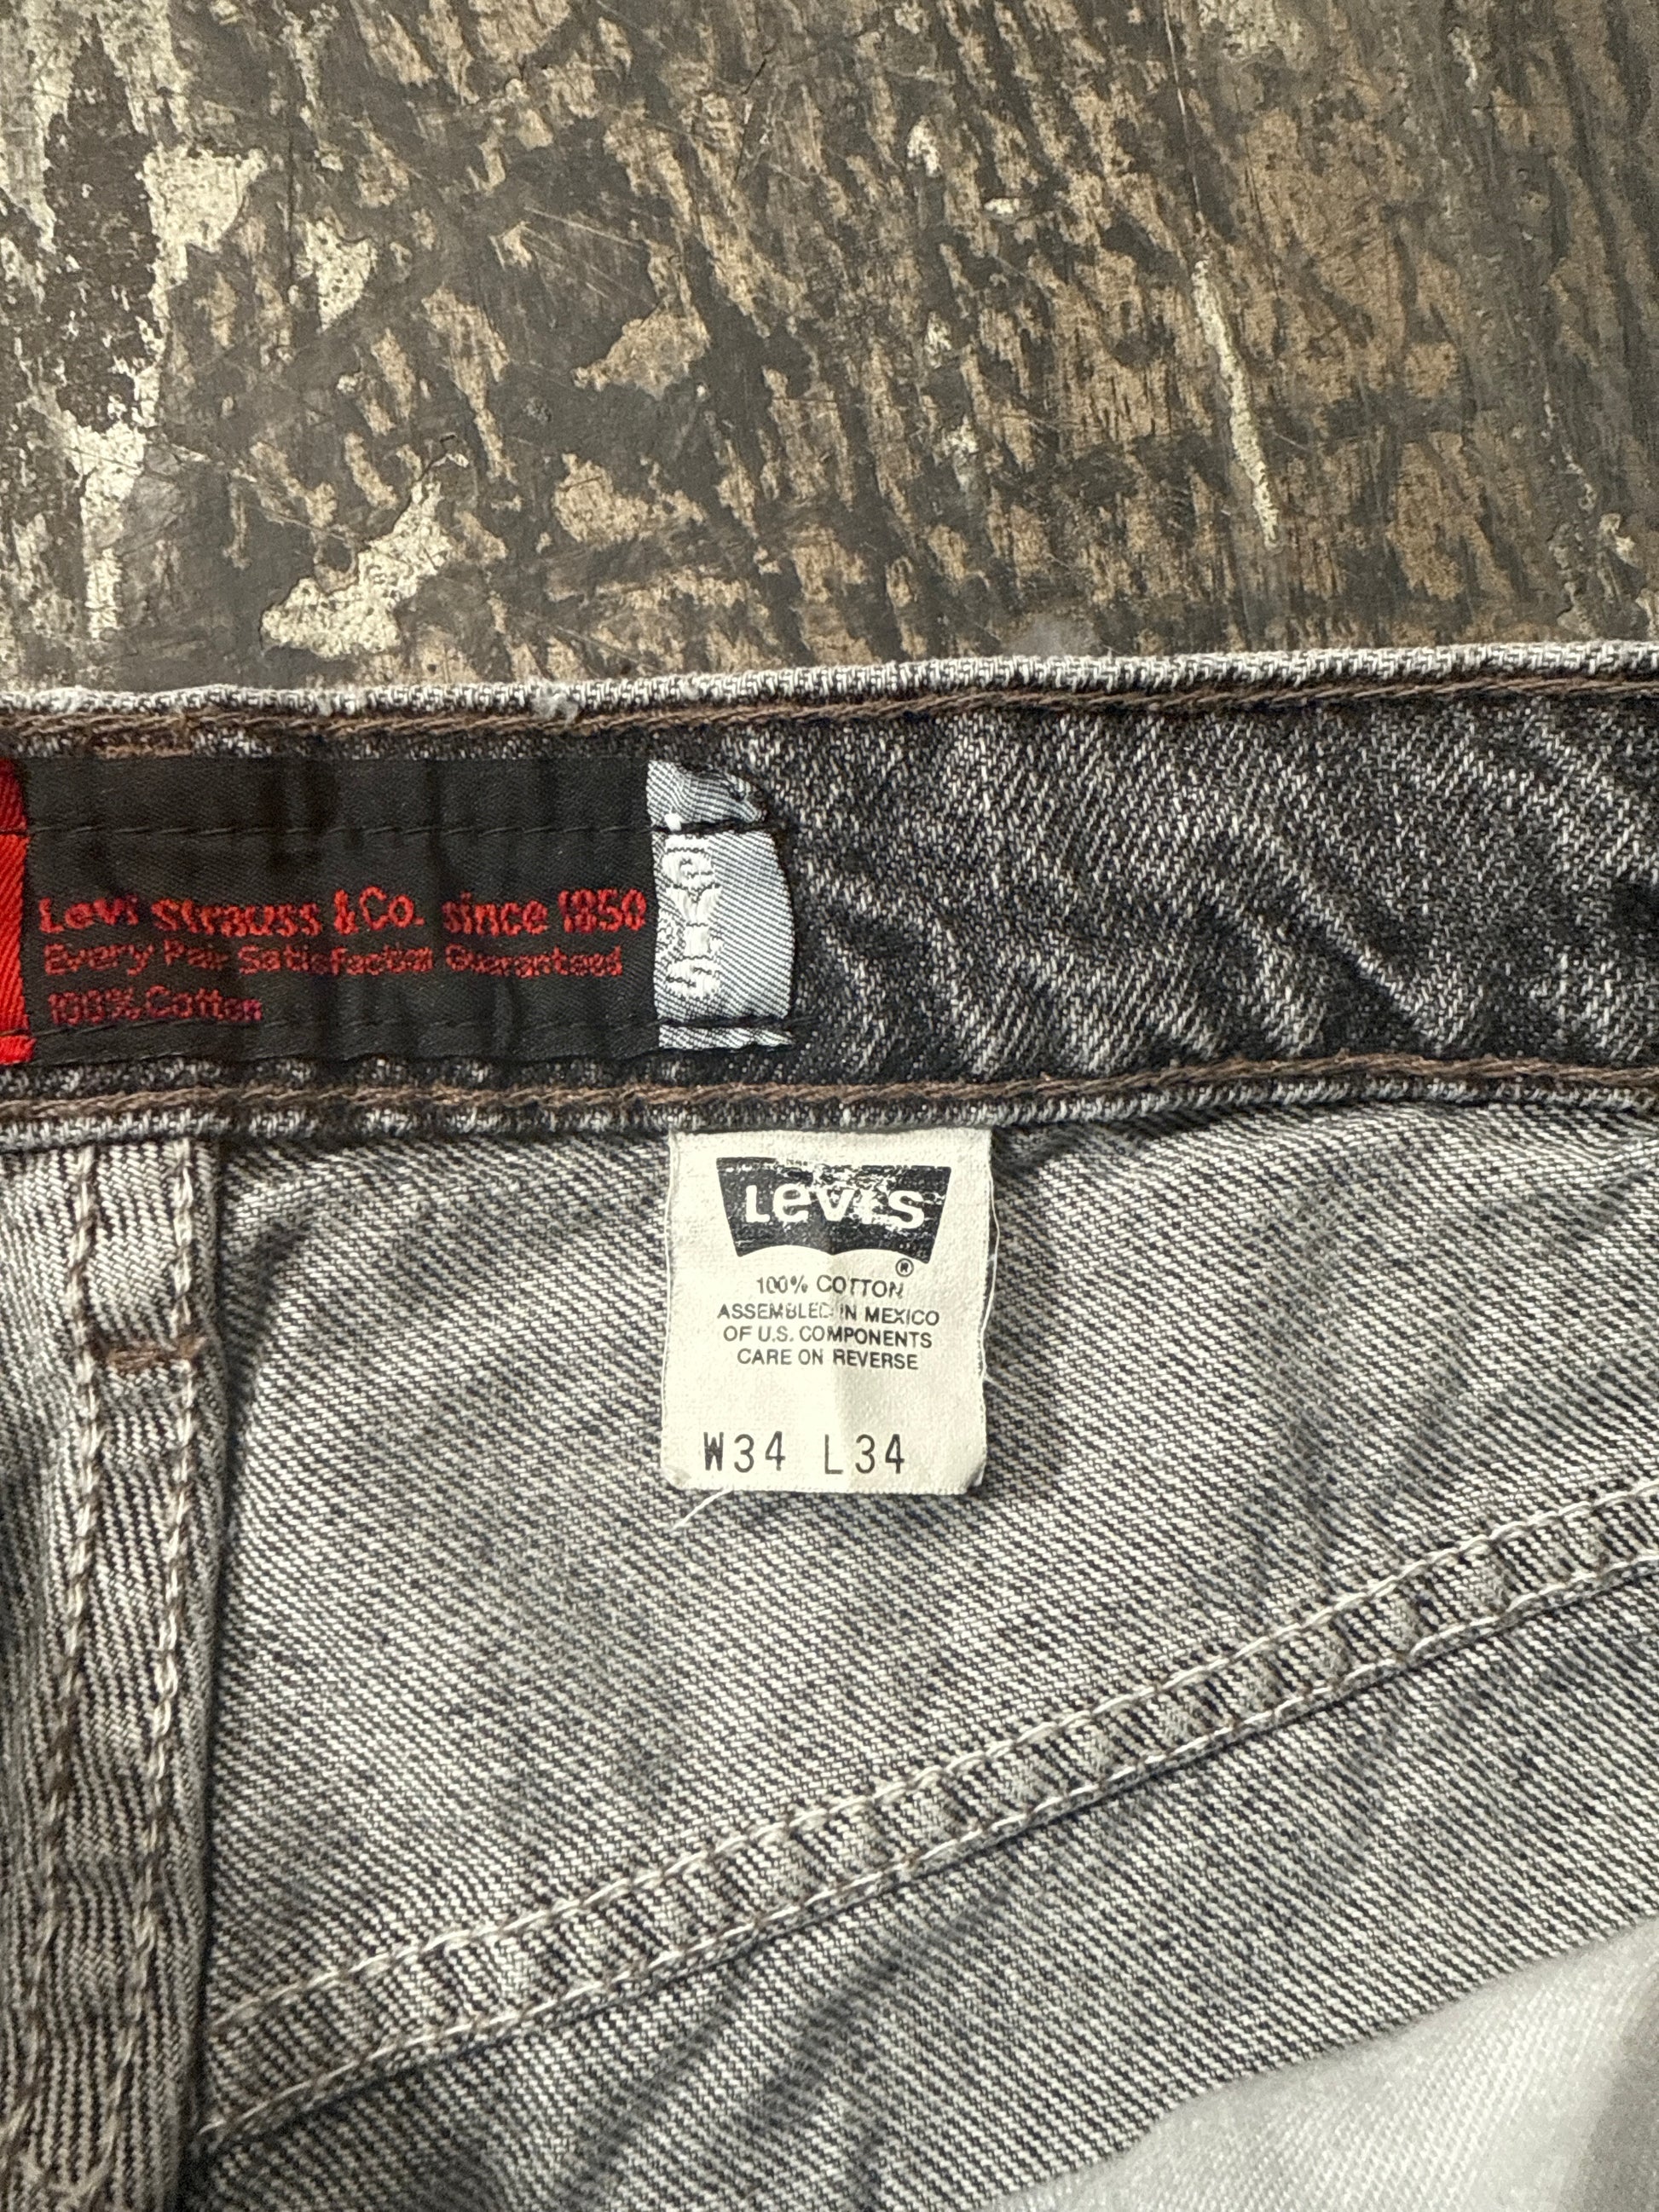 Levi Strauss & Co. since 1850
Every Pair Satisfaction Guaranteed
100% Cotton
Levi's
LEVI'S
®
100% COTTON
ASSEMBLED IN MEXICO
OF U.S. COMPONENTS
CARE ON REVERSE
W34 L34